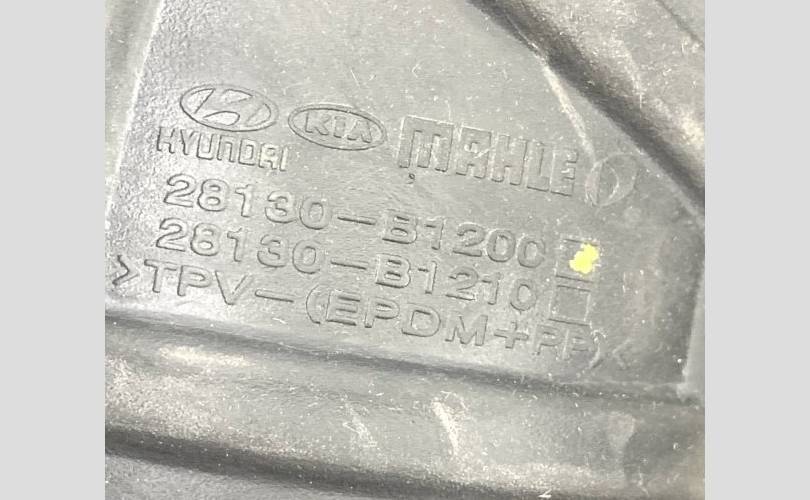 HYUNDAI KIA MAHLE
28130-B1200
28130-B1210
>TPV-(EPDM+PP)<